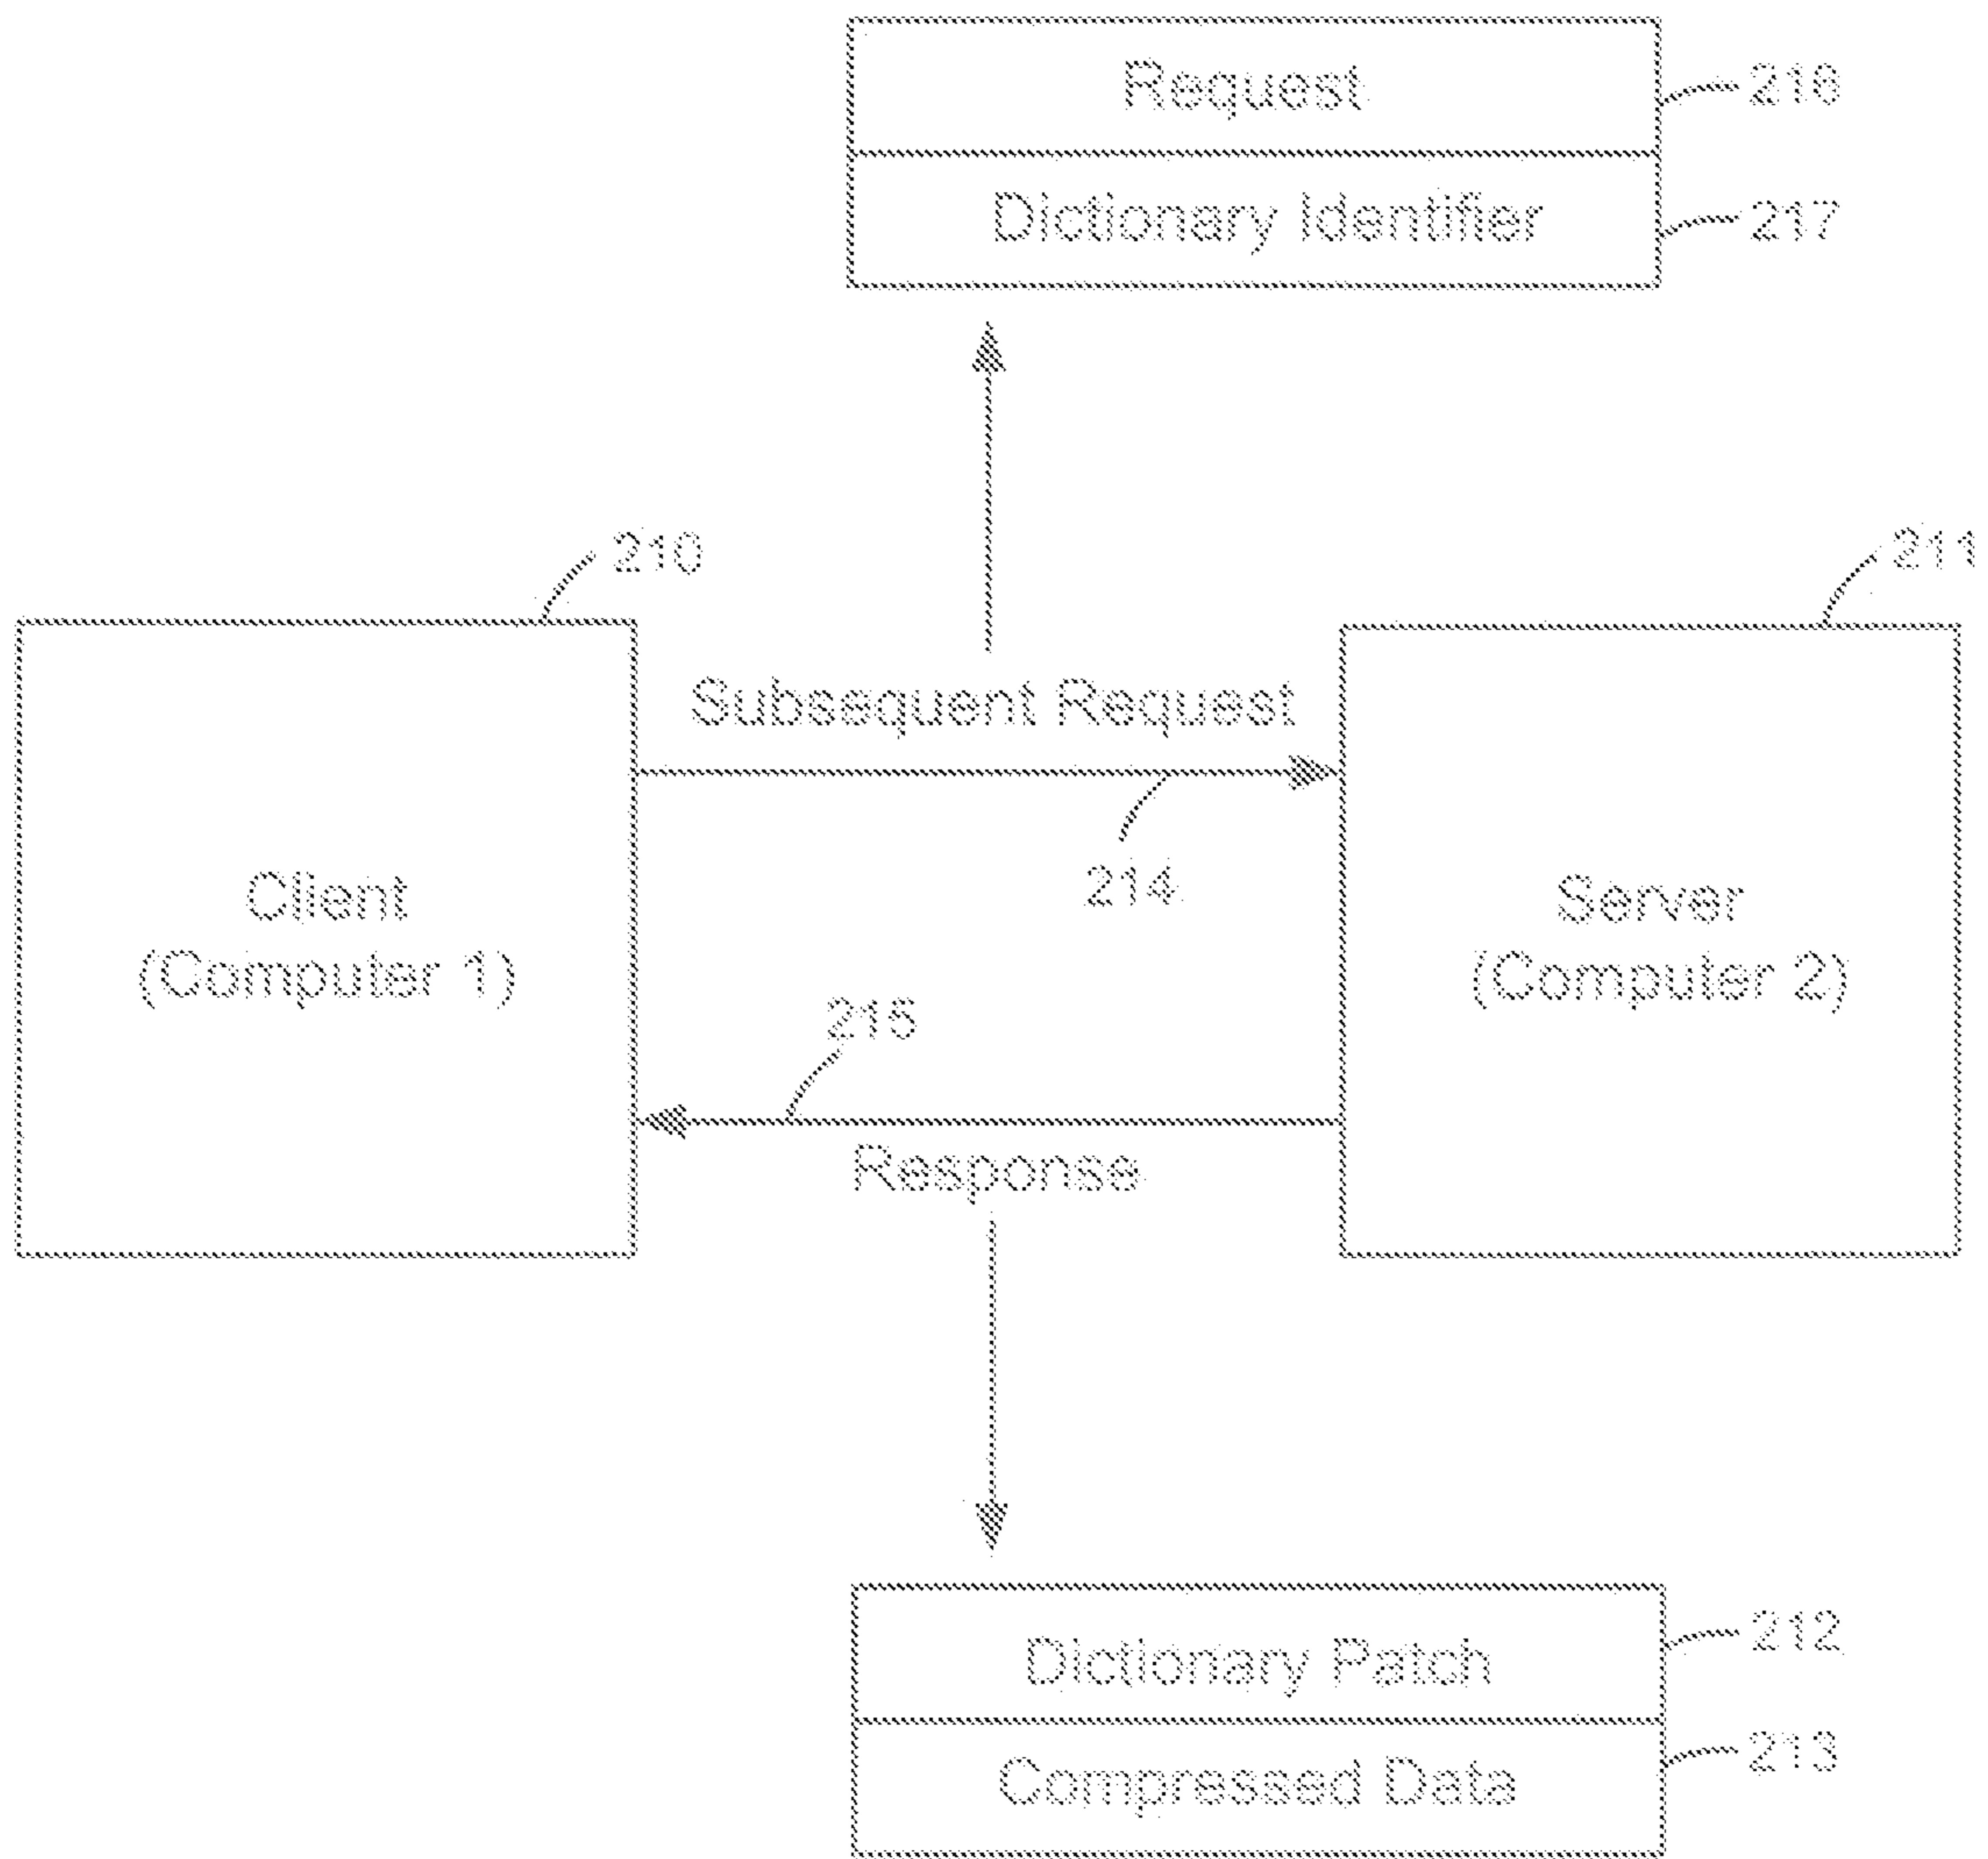 Request
216
Dictionary Identifier
217
210
211
Subsequent Request
214
Client
(Computer 1)
Server
(Computer 2)
215
Response
Dictionary Patch
212
Compressed Data
213